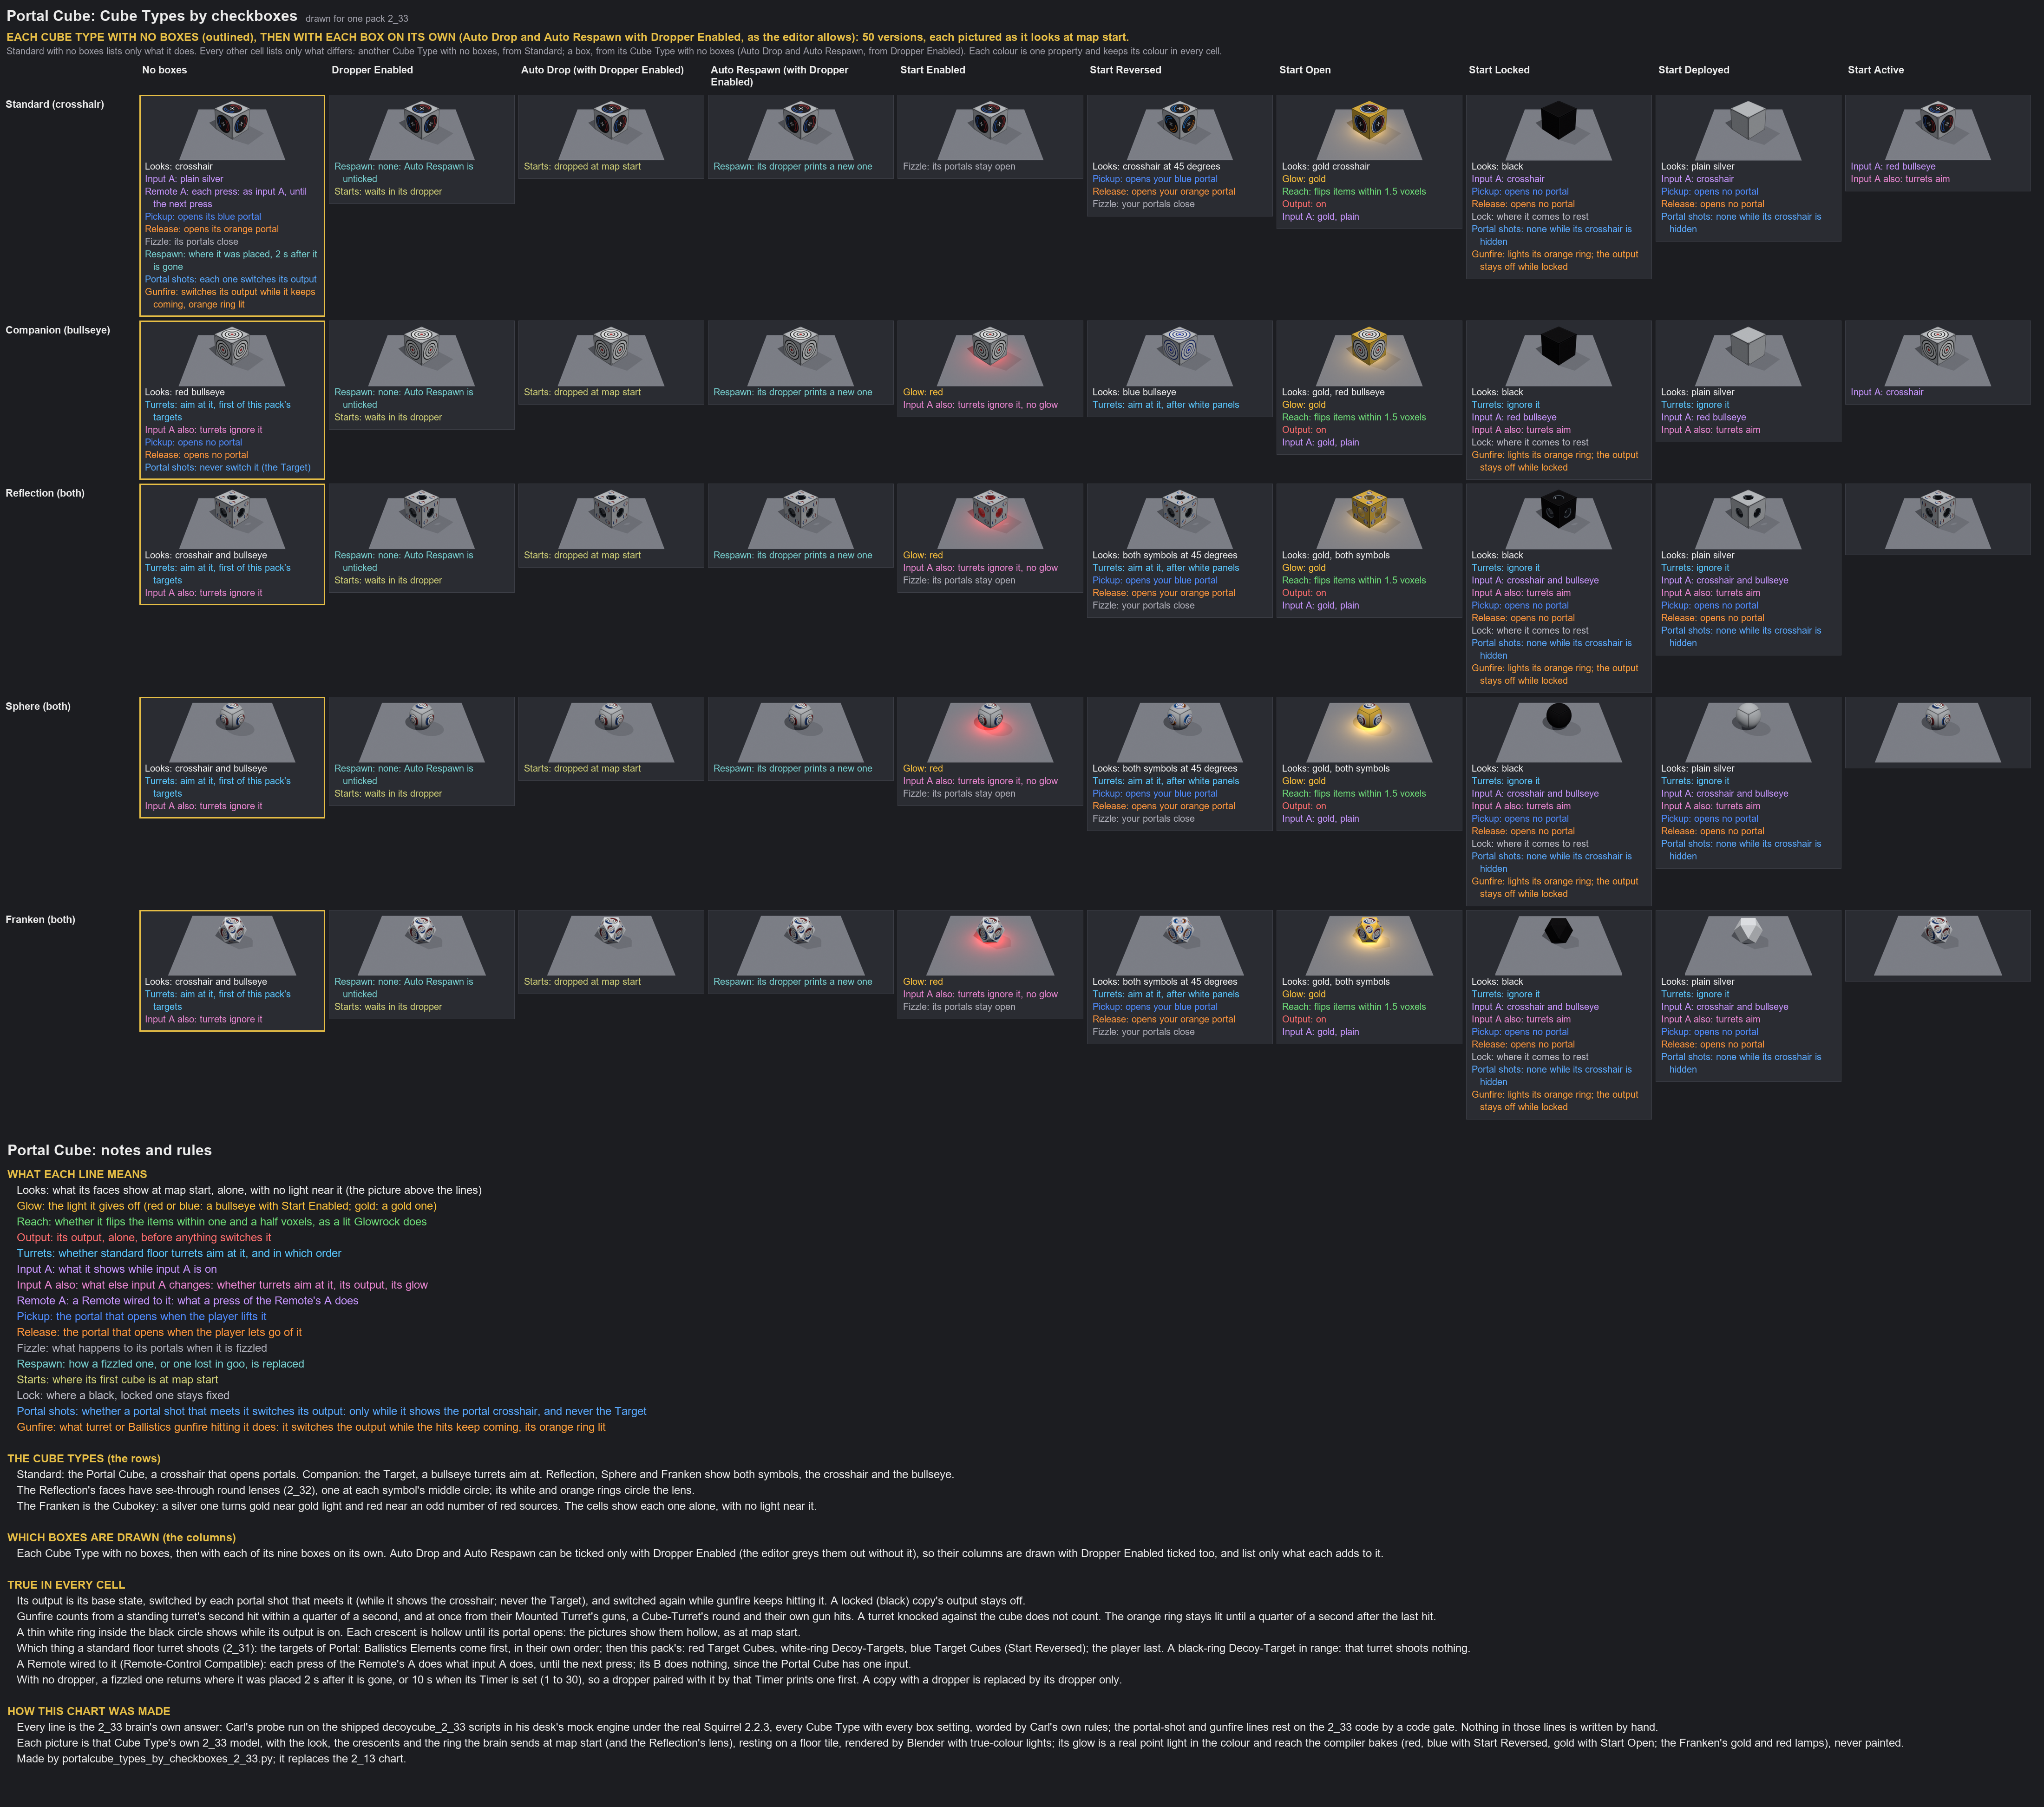 Portal Cube: Cube Types by checkboxes drawn for one pack 2_33
EACH CUBE TYPE WITH NO BOXES (outlined), THEN WITH EACH BOX ON ITS OWN (Auto Drop and Auto Respawn with Dropper Enabled, as the editor allows): 50 versions, each pictured as it looks at map start.
Standard with no boxes lists only what it does. Every other cell lists only what differs: another Cube Type with no boxes, from Standard; a box, from its Cube Type with no boxes (Auto Drop and Auto Respawn, from Dropper Enabled). Each colour is one property and keeps its colour in every cell.
No boxes
Dropper Enabled
Auto Drop (with Dropper Enabled)
Auto Respawn (with Dropper
Enabled)
Start Enabled
Start Reversed
Start Open
Start Locked
Start Deployed
Start Active
Standard (crosshair)
Looks: crosshair
Input A: plain silver
Remote A: each press: as input A, until
the next press
Pickup: opens its blue portal
Release: opens its orange portal
Fizzle: its portals close
Respawn: where it was placed, 2 s after it
is gone
Portal shots: each one switches its output
Gunfire: switches its output while it keeps
coming, orange ring lit
Respawn: none: Auto Respawn is
unticked
Starts: waits in its dropper
Starts: dropped at map start
Respawn: its dropper prints a new one
Fizzle: its portals stay open
Looks: crosshair at 45 degrees
Pickup: opens your blue portal
Release: opens your orange portal
Fizzle: your portals close
Looks: gold crosshair
Glow: gold
Reach: flips items within 1.5 voxels
Output: on
Input A: gold, plain
Looks: black
Input A: crosshair
Pickup: opens no portal
Release: opens no portal
Lock: where it comes to rest
Portal shots: none while its crosshair is
hidden
Gunfire: lights its orange ring; the output
stays off while locked
Looks: plain silver
Input A: crosshair
Pickup: opens no portal
Release: opens no portal
Portal shots: none while its crosshair is
hidden
Input A: red bullseye
Input A also: turrets aim
Companion (bullseye)
Looks: red bullseye
Turrets: aim at it, first of this pack's
targets
Input A also: turrets ignore it
Pickup: opens no portal
Release: opens no portal
Portal shots: never switch it (the Target)
Respawn: none: Auto Respawn is
unticked
Starts: waits in its dropper
Starts: dropped at map start
Respawn: its dropper prints a new one
Glow: red
Input A also: turrets ignore it, no glow
Looks: blue bullseye
Turrets: aim at it, after white panels
Looks: gold, red bullseye
Glow: gold
Reach: flips items within 1.5 voxels
Output: on
Input A: gold, plain
Looks: black
Turrets: ignore it
Input A: red bullseye
Input A also: turrets aim
Lock: where it comes to rest
Gunfire: lights its orange ring; the output
stays off while locked
Looks: plain silver
Turrets: ignore it
Input A: red bullseye
Input A also: turrets aim
Input A: crosshair
Reflection (both)
Looks: crosshair and bullseye
Turrets: aim at it, first of this pack's
targets
Input A also: turrets ignore it
Respawn: none: Auto Respawn is
unticked
Starts: waits in its dropper
Starts: dropped at map start
Respawn: its dropper prints a new one
Glow: red
Input A also: turrets ignore it, no glow
Fizzle: its portals stay open
Looks: both symbols at 45 degrees
Turrets: aim at it, after white panels
Pickup: opens your blue portal
Release: opens your orange portal
Fizzle: your portals close
Looks: gold, both symbols
Glow: gold
Reach: flips items within 1.5 voxels
Output: on
Input A: gold, plain
Looks: black
Turrets: ignore it
Input A: crosshair and bullseye
Input A also: turrets aim
Pickup: opens no portal
Release: opens no portal
Lock: where it comes to rest
Portal shots: none while its crosshair is
hidden
Gunfire: lights its orange ring; the output
stays off while locked
Looks: plain silver
Turrets: ignore it
Input A: crosshair and bullseye
Input A also: turrets aim
Pickup: opens no portal
Release: opens no portal
Portal shots: none while its crosshair is
hidden
Sphere (both)
Looks: crosshair and bullseye
Turrets: aim at it, first of this pack's
targets
Input A also: turrets ignore it
Respawn: none: Auto Respawn is
unticked
Starts: waits in its dropper
Starts: dropped at map start
Respawn: its dropper prints a new one
Glow: red
Input A also: turrets ignore it, no glow
Fizzle: its portals stay open
Looks: both symbols at 45 degrees
Turrets: aim at it, after white panels
Pickup: opens your blue portal
Release: opens your orange portal
Fizzle: your portals close
Looks: gold, both symbols
Glow: gold
Reach: flips items within 1.5 voxels
Output: on
Input A: gold, plain
Looks: black
Turrets: ignore it
Input A: crosshair and bullseye
Input A also: turrets aim
Pickup: opens no portal
Release: opens no portal
Lock: where it comes to rest
Portal shots: none while its crosshair is
hidden
Gunfire: lights its orange ring; the output
stays off while locked
Looks: plain silver
Turrets: ignore it
Input A: crosshair and bullseye
Input A also: turrets aim
Pickup: opens no portal
Release: opens no portal
Portal shots: none while its crosshair is
hidden
Franken (both)
Looks: crosshair and bullseye
Turrets: aim at it, first of this pack's
targets
Input A also: turrets ignore it
Respawn: none: Auto Respawn is
unticked
Starts: waits in its dropper
Starts: dropped at map start
Respawn: its dropper prints a new one
Glow: red
Input A also: turrets ignore it, no glow
Fizzle: its portals stay open
Looks: both symbols at 45 degrees
Turrets: aim at it, after white panels
Pickup: opens your blue portal
Release: opens your orange portal
Fizzle: your portals close
Looks: gold, both symbols
Glow: gold
Reach: flips items within 1.5 voxels
Output: on
Input A: gold, plain
Looks: black
Turrets: ignore it
Input A: crosshair and bullseye
Input A also: turrets aim
Pickup: opens no portal
Release: opens no portal
Lock: where it comes to rest
Portal shots: none while its crosshair is
hidden
Gunfire: lights its orange ring; the output
stays off while locked
Looks: plain silver
Turrets: ignore it
Input A: crosshair and bullseye
Input A also: turrets aim
Pickup: opens no portal
Release: opens no portal
Portal shots: none while its crosshair is
hidden
Portal Cube: notes and rules
WHAT EACH LINE MEANS
Looks: what its faces show at map start, alone, with no light near it (the picture above the lines)
Glow: the light it gives off (red or blue: a bullseye with Start Enabled; gold: a gold one)
Reach: whether it flips the items within one and a half voxels, as a lit Glowrock does
Output: its output, alone, before anything switches it
Turrets: whether standard floor turrets aim at it, and in which order
Input A: what it shows while input A is on
Input A also: what else input A changes: whether turrets aim at it, its output, its glow
Remote A: a Remote wired to it: what a press of the Remote's A does
Pickup: the portal that opens when the player lifts it
Release: the portal that opens when the player lets go of it
Fizzle: what happens to its portals when it is fizzled
Respawn: how a fizzled one, or one lost in goo, is replaced
Starts: where its first cube is at map start
Lock: where a black, locked one stays fixed
Portal shots: whether a portal shot that meets it switches its output: only while it shows the portal crosshair, and never the Target
Gunfire: what turret or Ballistics gunfire hitting it does: it switches the output while the hits keep coming, its orange ring lit
THE CUBE TYPES (the rows)
Standard: the Portal Cube, a crosshair that opens portals. Companion: the Target, a bullseye turrets aim at. Reflection, Sphere and Franken show both symbols, the crosshair and the bullseye.
The Reflection's faces have see-through round lenses (2_32), one at each symbol's middle circle; its white and orange rings circle the lens.
The Franken is the Cubokey: a silver one turns gold near gold light and red near an odd number of red sources. The cells show each one alone, with no light near it.
WHICH BOXES ARE DRAWN (the columns)
Each Cube Type with no boxes, then with each of its nine boxes on its own. Auto Drop and Auto Respawn can be ticked only with Dropper Enabled (the editor greys them out without it), so their columns are drawn with Dropper Enabled ticked too, and list only what each adds to it.
TRUE IN EVERY CELL
Its output is its base state, switched by each portal shot that meets it (while it shows the crosshair; never the Target), and switched again while gunfire keeps hitting it. A locked (black) copy's output stays off.
Gunfire counts from a standing turret's second hit within a quarter of a second, and at once from their Mounted Turret's guns, a Cube-Turret's round and their own gun hits. A turret knocked against the cube does not count. The orange ring stays lit until a quarter of a second after the last hit.
A thin white ring inside the black circle shows while its output is on. Each crescent is hollow until its portal opens: the pictures show them hollow, as at map start.
Which thing a standard floor turret shoots (2_31): the targets of Portal: Ballistics Elements come first, in their own order; then this pack's: red Target Cubes, white-ring Decoy-Targets, blue Target Cubes (Start Reversed); the player last. A black-ring Decoy-Target in range: that turret shoots nothing.
A Remote wired to it (Remote-Control Compatible): each press of the Remote's A does what input A does, until the next press; its B does nothing, since the Portal Cube has one input.
With no dropper, a fizzled one returns where it was placed 2 s after it is gone, or 10 s when its Timer is set (1 to 30), so a dropper paired with it by that Timer prints one first. A copy with a dropper is replaced by its dropper only.
HOW THIS CHART WAS MADE
Every line is the 2_33 brain's own answer: Carl's probe run on the shipped decoycube_2_33 scripts in his desk's mock engine under the real Squirrel 2.2.3, every Cube Type with every box setting, worded by Carl's own rules; the portal-shot and gunfire lines rest on the 2_33 code by a code gate. Nothing in those lines is written by hand.
Each picture is that Cube Type's own 2_33 model, with the look, the crescents and the ring the brain sends at map start (and the Reflection's lens), resting on a floor tile, rendered by Blender with true-colour lights; its glow is a real point light in the colour and reach the compiler bakes (red, blue with Start Reversed, gold with Start Open; the Franken's gold and red lamps), never painted.
Made by portalcube_types_by_checkboxes_2_33.py; it replaces the 2_13 chart.